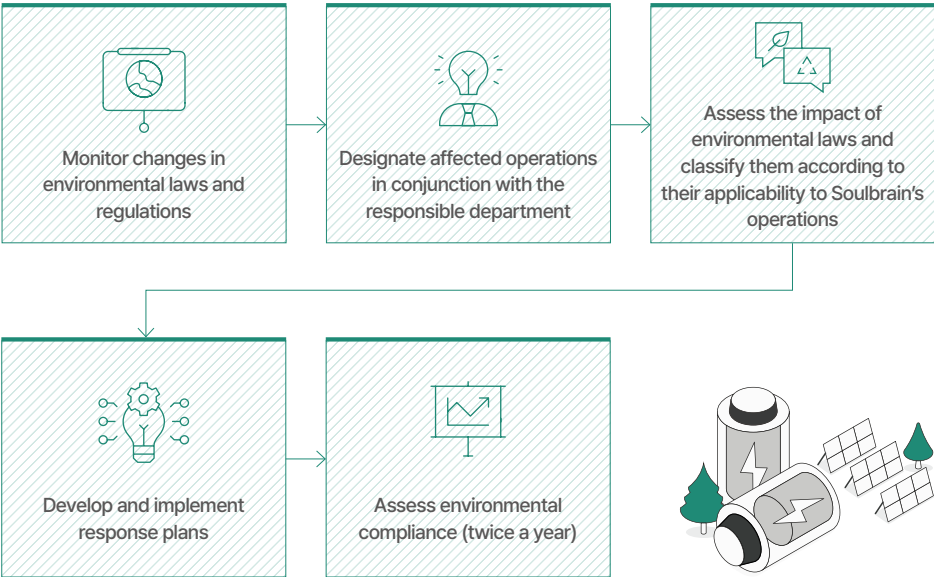 Monitor changes in
environmental laws and
regulations
Designate affected operations
in conjunction with the
responsible department
Assess the impact of
environmental laws and
classify them according to
their applicability to Soulbrain’s
operations
Develop and implement
response plans
Assess environmental
compliance (twice a year)